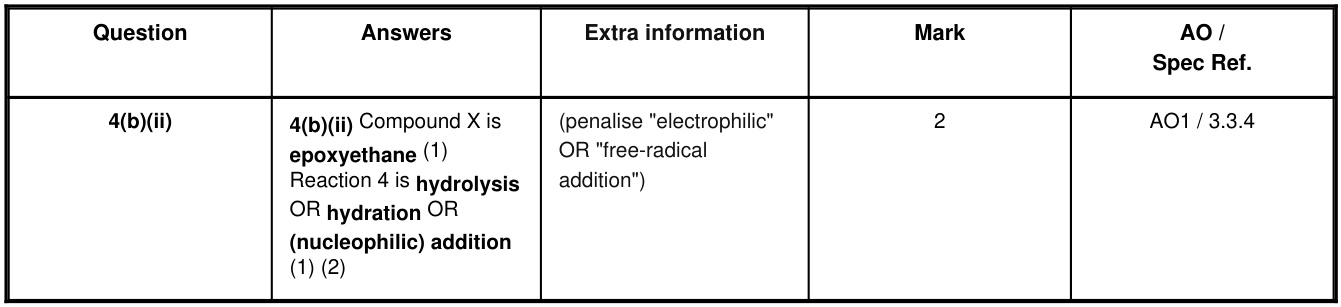 Question
Answers
Extra information
Mark
AO /
Spec Ref.
4(b)(ii)
4(b)(ii) Compound X is
epoxyethane (1)
Reaction 4 is hydrolysis
OR hydration OR
(nucleophilic) addition
(1) (2)
(penalise "electrophilic"
OR "free-radical
addition")
2
AO1 / 3.3.4